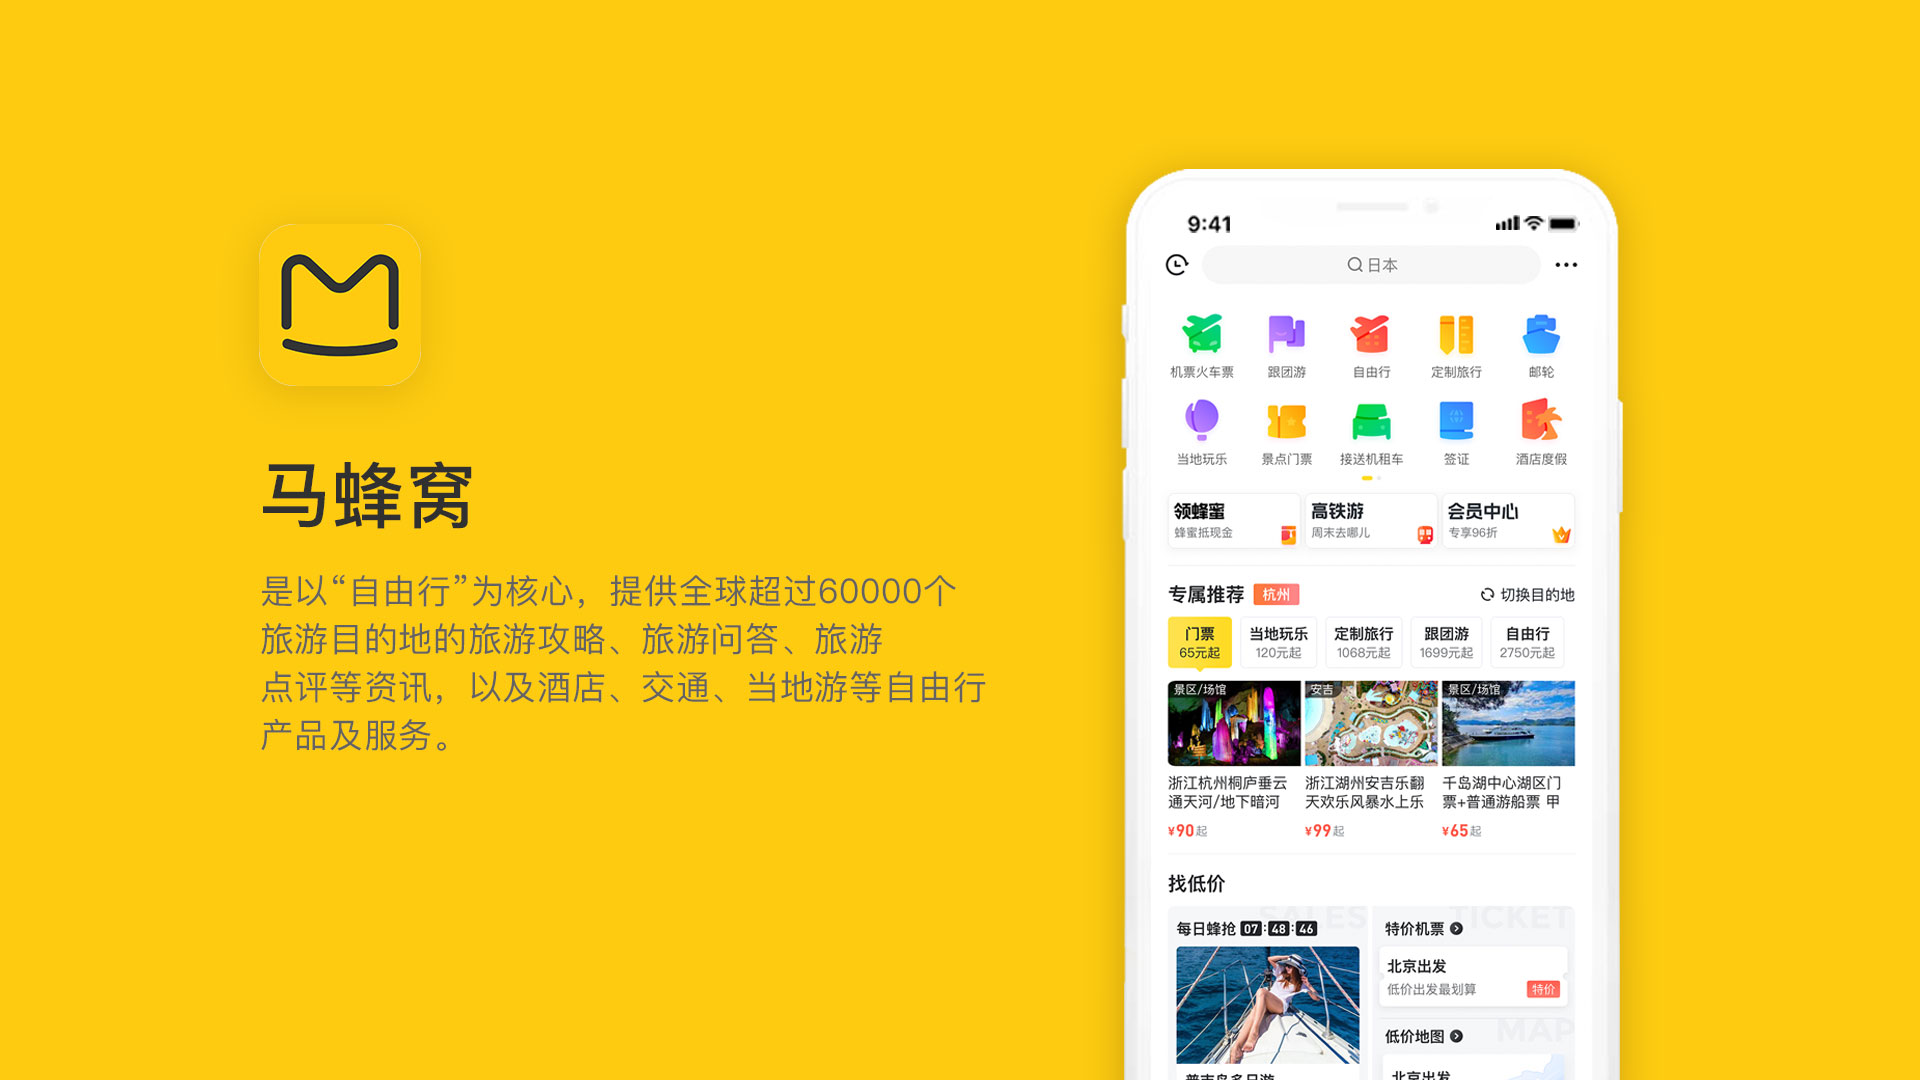 马蜂窝
是以“自由行”为核心，提供全球超过60000个
旅游目的地的旅游攻略、旅游问答、旅游
点评等资讯，以及酒店、交通、当地游等自由行
产品及服务。
9:41
日本
机票火车票 跟团游 自由行 定制旅行 邮轮
当地玩乐 景点门票 接送机租车 签证 酒店度假
领蜂蜜 高铁游 会员中心
蜂蜜抵现金 周末去哪儿 专享96折
专属推荐 杭州 切换目的地
门票 当地玩乐 定制旅行 跟团游 自由行
65元起 120元起 1068元起 1699元起 2750元起
景区/场馆 安吉 景区/场馆
浙江杭州桐庐垂云 浙江湖州安吉乐翻 千岛湖中心湖区门
通天河/地下暗河 天欢乐风暴水上乐 票+普通游船票 甲
¥90起 ¥99起 ¥65起
找低价
SALES TICKET
每日蜂抢 07:48:46 特价机票
北京出发
低价出发最划算 特价
MAP
低价地图
北京出发